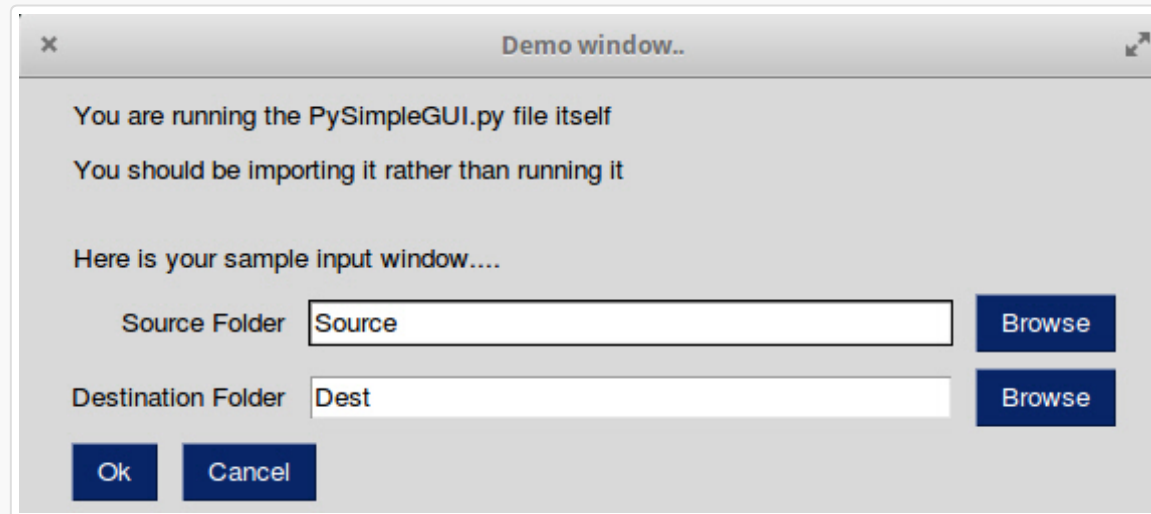 Demo window..
You are running the PySimpleGUI.py file itself
You should be importing it rather than running it
Here is your sample input window....
Source Folder Source Browse
Destination Folder Dest Browse
Ok Cancel